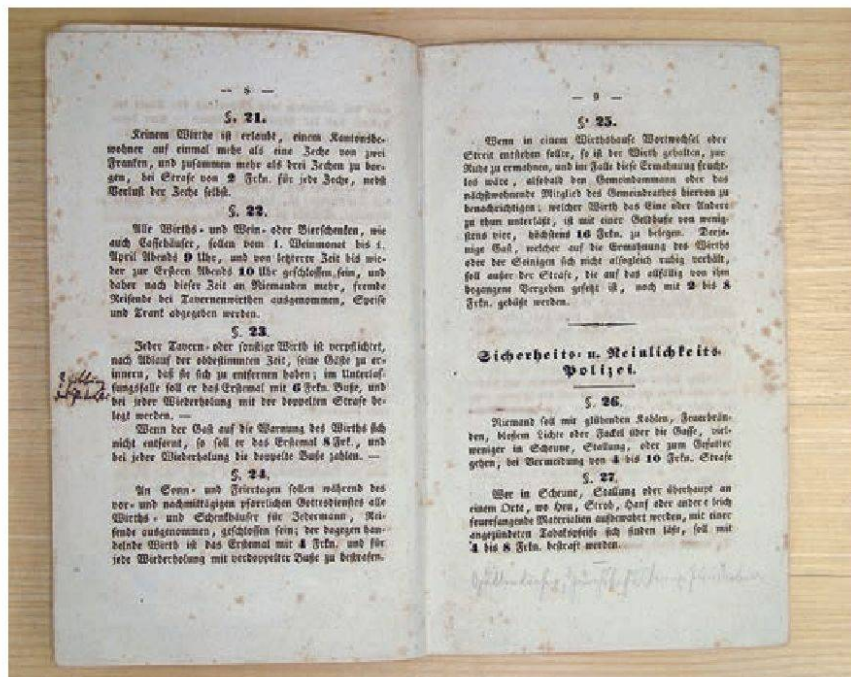 — 8 —
§. 21.
Keinem Wirthe ist erlaubt, einem Kantonsbe-
wohner auf einmal mehr als eine Zeche von zwei
Franken, und zusammen mehr als drei Zechen zu bor-
gen, bei Strafe von 2 Frkn. für jede Zeche, nebst
Verlust der Zeche selbst.
§. 22.
Alle Wirths- und Wein- oder Bierschenken, wie
auch Caffehäuser, sollen vom 1. Weinmonat bis 1.
April Abends 9 Uhr, und von letzterer Zeit bis wie-
der zur Erstern Abends 10 Uhr geschlossen sein, und
daher nach dieser Zeit an Niemanden mehr, fremde
Reisende bei Tavernenwirthen ausgenommen, Speise
und Trank abgegeben werden.
§. 23.
Jeder Tavern- oder sonstige Wirth ist verpflichtet,
nach Ablauf der obbestimmten Zeit, seine Gäste zu er-
innern, daß sie sich zu entfernen haben; im Unterlas-
sungsfalle soll er das Erstemal mit 6 Frkn. Buße, und
bei jeder Wiederholung mit der doppelten Strafe be-
legt werden. —
Wenn der Gast auf die Warnung des Wirths sich
nicht entfernt, so soll er das Erstemal 8 Frk., und
bei jeder Wiederholung die doppelte Buße zahlen. —
§. 24.
An Sonn- und Feiertagen sollen während des
vor- und nachmittägigen pfarrlichen Gottesdienstes alle
Wirths- und Schenkhäuser für Jedermann, Rei-
sende ausgenommen, geschlossen sein; der dagegen han-
delnde Wirth ist das Erstemal mit 4 Frkn. und für
jede Wiederholung mit verdoppelter Buße zu bestrafen.
— 9 —
§. 25.
Wenn in einem Wirthshause Wortwechsel oder
Streit entstehen sollte, so ist der Wirth gehalten, zur
Ruhe zu ermahnen, und im Falle diese Ermahnung frucht-
los wäre, alsobald den Gemeindammann oder das
nächstwohnende Mitglied des Gemeindrathes hiervon zu
benachrichtigen; welcher Wirth das Eine oder Andere
zu thun unterläßt, ist mit einer Geldbuße von wenig-
stens vier, höchstens 16 Frkn. zu belegen. Derje-
nige Gast, welcher auf die Ermahnung des Wirths
oder der Seinigen sich nicht alsogleich ruhig verhält,
soll außer der Strafe, die auf das allfällig von ihm
begangene Vergehen gesetzt ist, noch mit 2 bis 8
Frkn. gebüßt werden.
Sicherheits- u. Reinlichkeits-
Polizei.
§. 26.
Niemand soll mit glühenden Kohlen, Feuerbrän-
den, bloßem Lichte oder Fackel über die Gasse, viel-
weniger in Scheune, Stallung, oder zum Gefutter
gehen, bei Vermeidung von 4 bis 10 Frkn. Strafe
§. 27.
Wer in Scheune, Stallung oder überhaupt an
einem Orte, wo Heu, Stroh, Hanf oder andere leich
feuerfangende Materialien aufbewahrt werden, mit einer
angezündeten Tabakspfeife sich finden läßt, soll mit
4 bis 8 Frkn. bestraft werden.